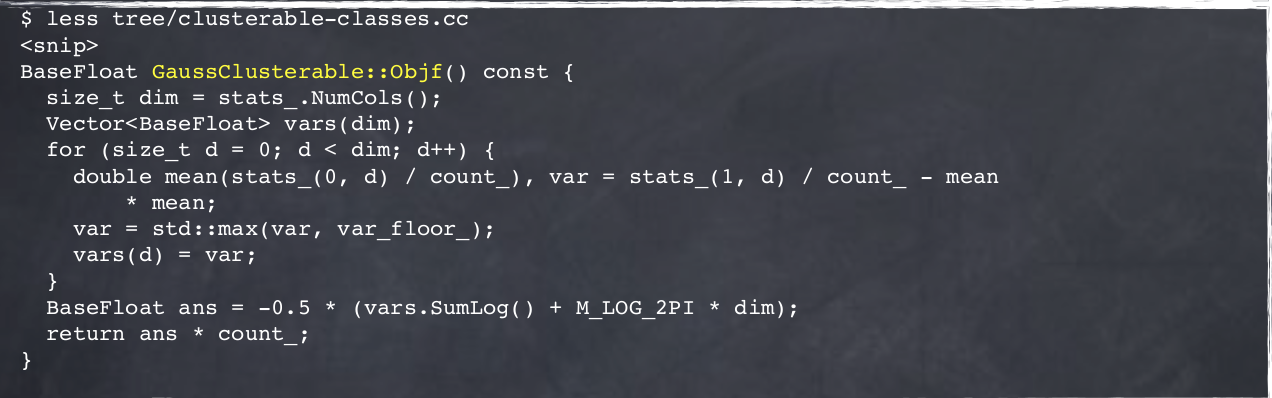 $ less tree/clusterable-classes.cc
<snip>
BaseFloat GaussClusterable::Objf() const {
  size_t dim = stats_.NumCols();
  Vector<BaseFloat> vars(dim);
  for (size_t d = 0; d < dim; d++) {
    double mean(stats_(0, d) / count_), var = stats_(1, d) / count_ - mean
        * mean;
    var = std::max(var, var_floor_);
    vars(d) = var;
  }
  BaseFloat ans = -0.5 * (vars.SumLog() + M_LOG_2PI * dim);
  return ans * count_;
}